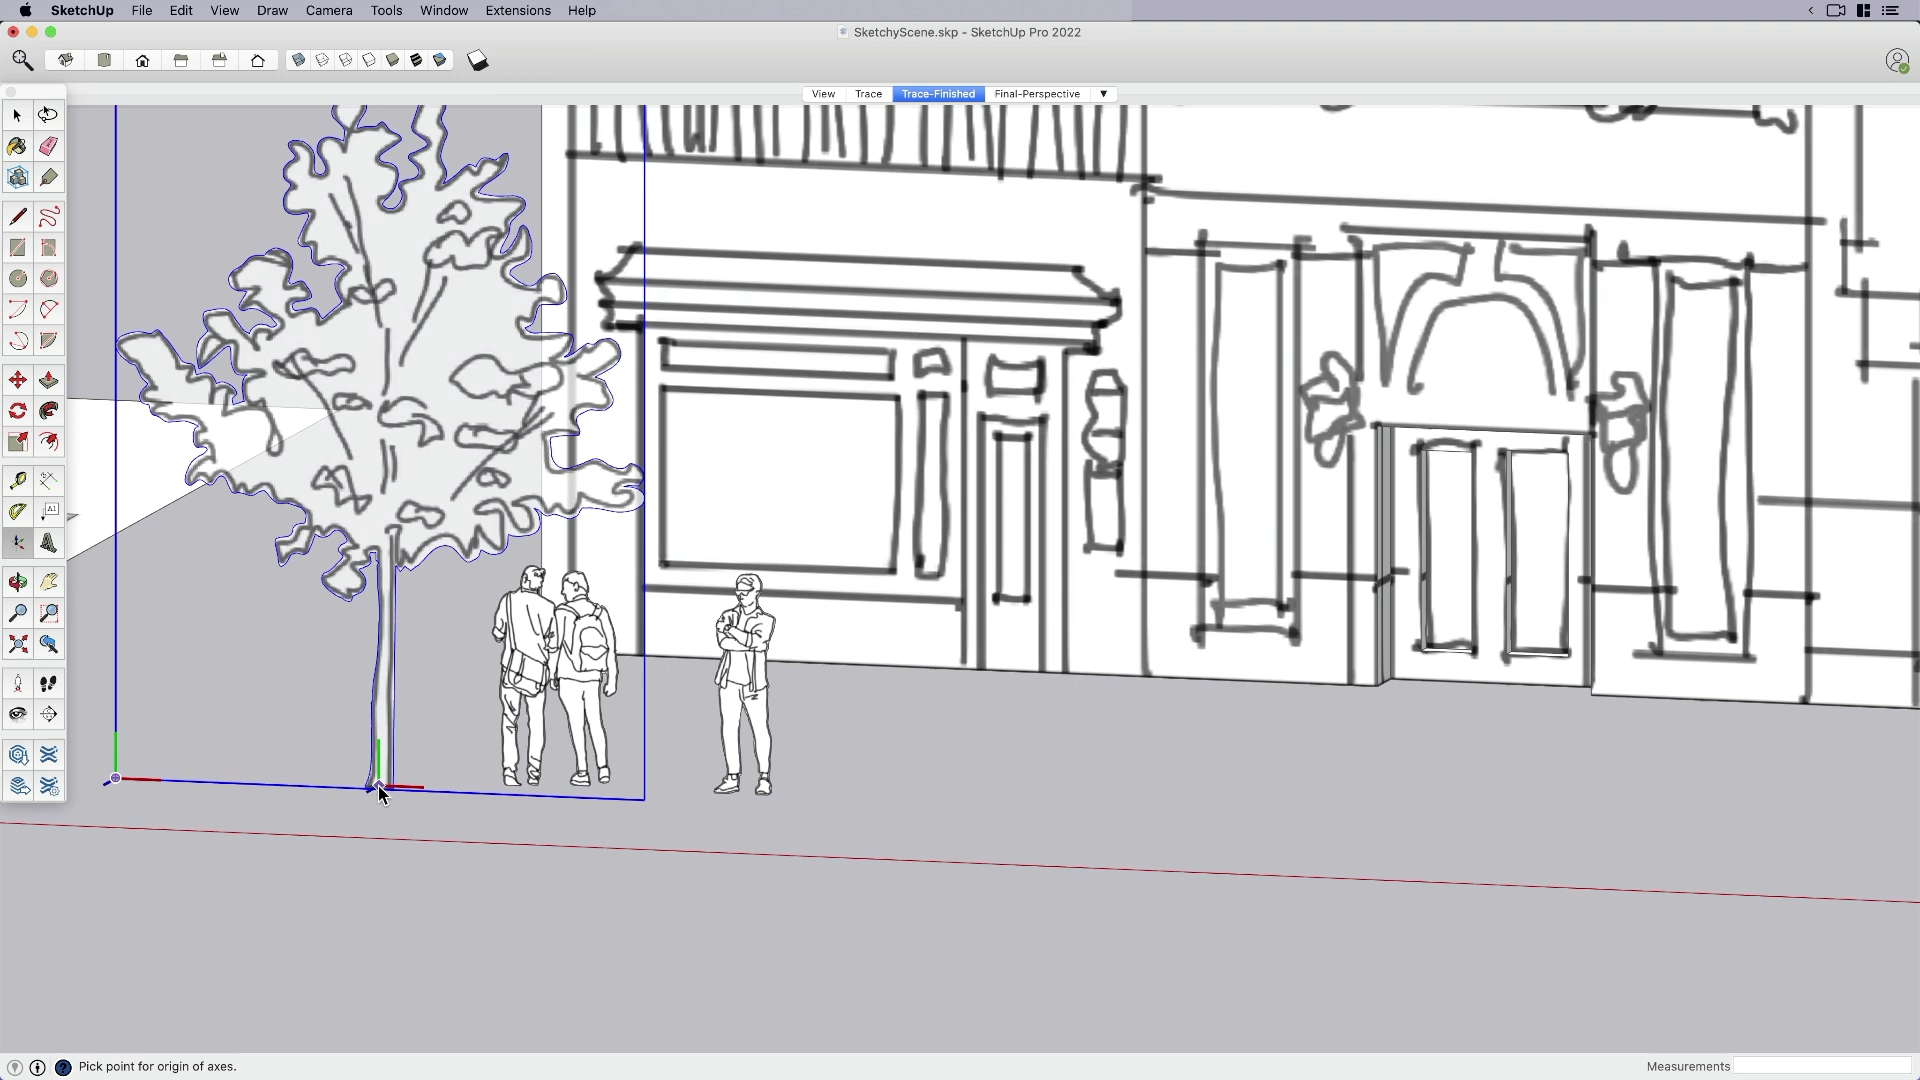 SketchUp File Edit View Draw Camera Tools Window Extensions Help
SketchyScene.skp - SketchUp Pro 2022
View Trace Trace-Finished Final-Perspective
A1
Pick point for origin of axes.
Measurements